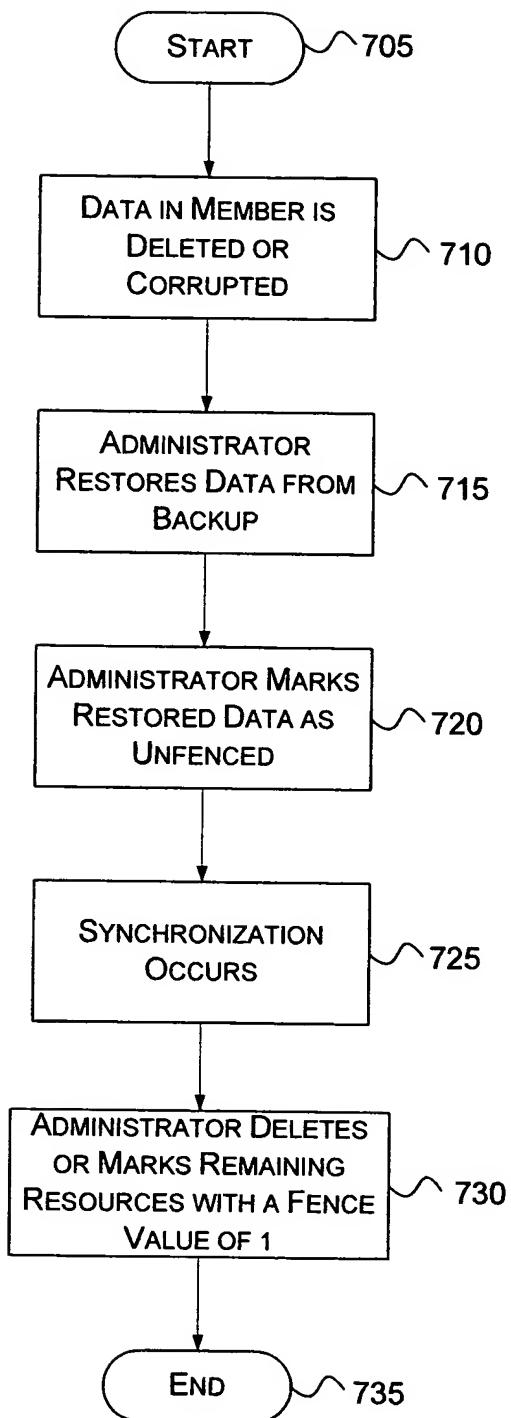 START
705
DATA IN MEMBER IS
DELETED OR
CORRUPTED
710
ADMINISTRATOR
RESTORES DATA FROM
BACKUP
715
ADMINISTRATOR MARKS
RESTORED DATA AS
UNFENCED
720
SYNCHRONIZATION
OCCURS
725
ADMINISTRATOR DELETES
OR MARKS REMAINING
RESOURCES WITH A FENCE
VALUE OF 1
730
END
735